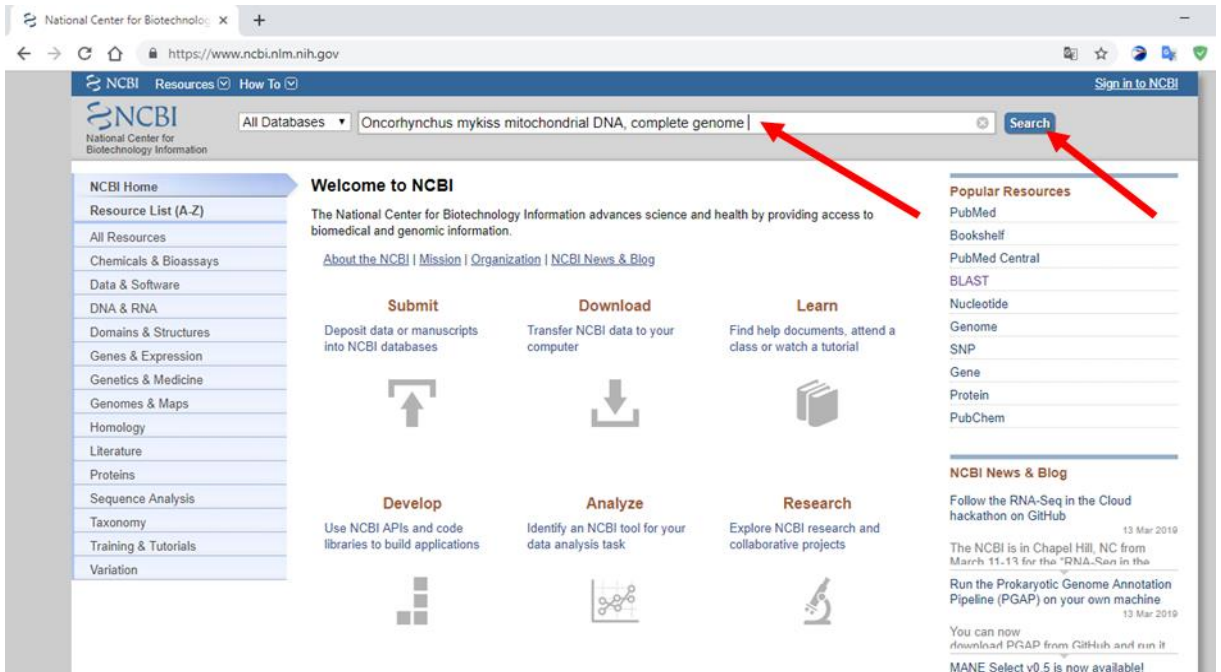 National Center for Biotechnolog
https://www.ncbi.nlm.nih.gov
NCBI Resources How To Sign in to NCBI
NCBI
National Center for
Biotechnology Information
All Databases Oncorhynchus mykiss mitochondrial DNA, complete genome Search
NCBI Home
Resource List (A-Z)
All Resources
Chemicals & Bioassays
Data & Software
DNA & RNA
Domains & Structures
Genes & Expression
Genetics & Medicine
Genomes & Maps
Homology
Literature
Proteins
Sequence Analysis
Taxonomy
Training & Tutorials
Variation
Welcome to NCBI
The National Center for Biotechnology Information advances science and health by providing access to
biomedical and genomic information.
About the NCBI | Mission | Organization | NCBI News & Blog
Submit
Deposit data or manuscripts
into NCBI databases
Download
Transfer NCBI data to your
computer
Learn
Find help documents, attend a
class or watch a tutorial
Develop
Use NCBI APIs and code
libraries to build applications
Analyze
Identify an NCBI tool for your
data analysis task
Research
Explore NCBI research and
collaborative projects
Popular Resources
PubMed
Bookshelf
PubMed Central
BLAST
Nucleotide
Genome
SNP
Gene
Protein
PubChem
NCBI News & Blog
Follow the RNA-Seq in the Cloud
hackathon on GitHub
13 Mar 2019
The NCBI is in Chapel Hill, NC from
March 11-13 for the "RNA-Seq in the
Run the Prokaryotic Genome Annotation
Pipeline (PGAP) on your own machine
13 Mar 2019
You can now
download PGAP from GitHub and run it
MANE Select v0.5 is now available!